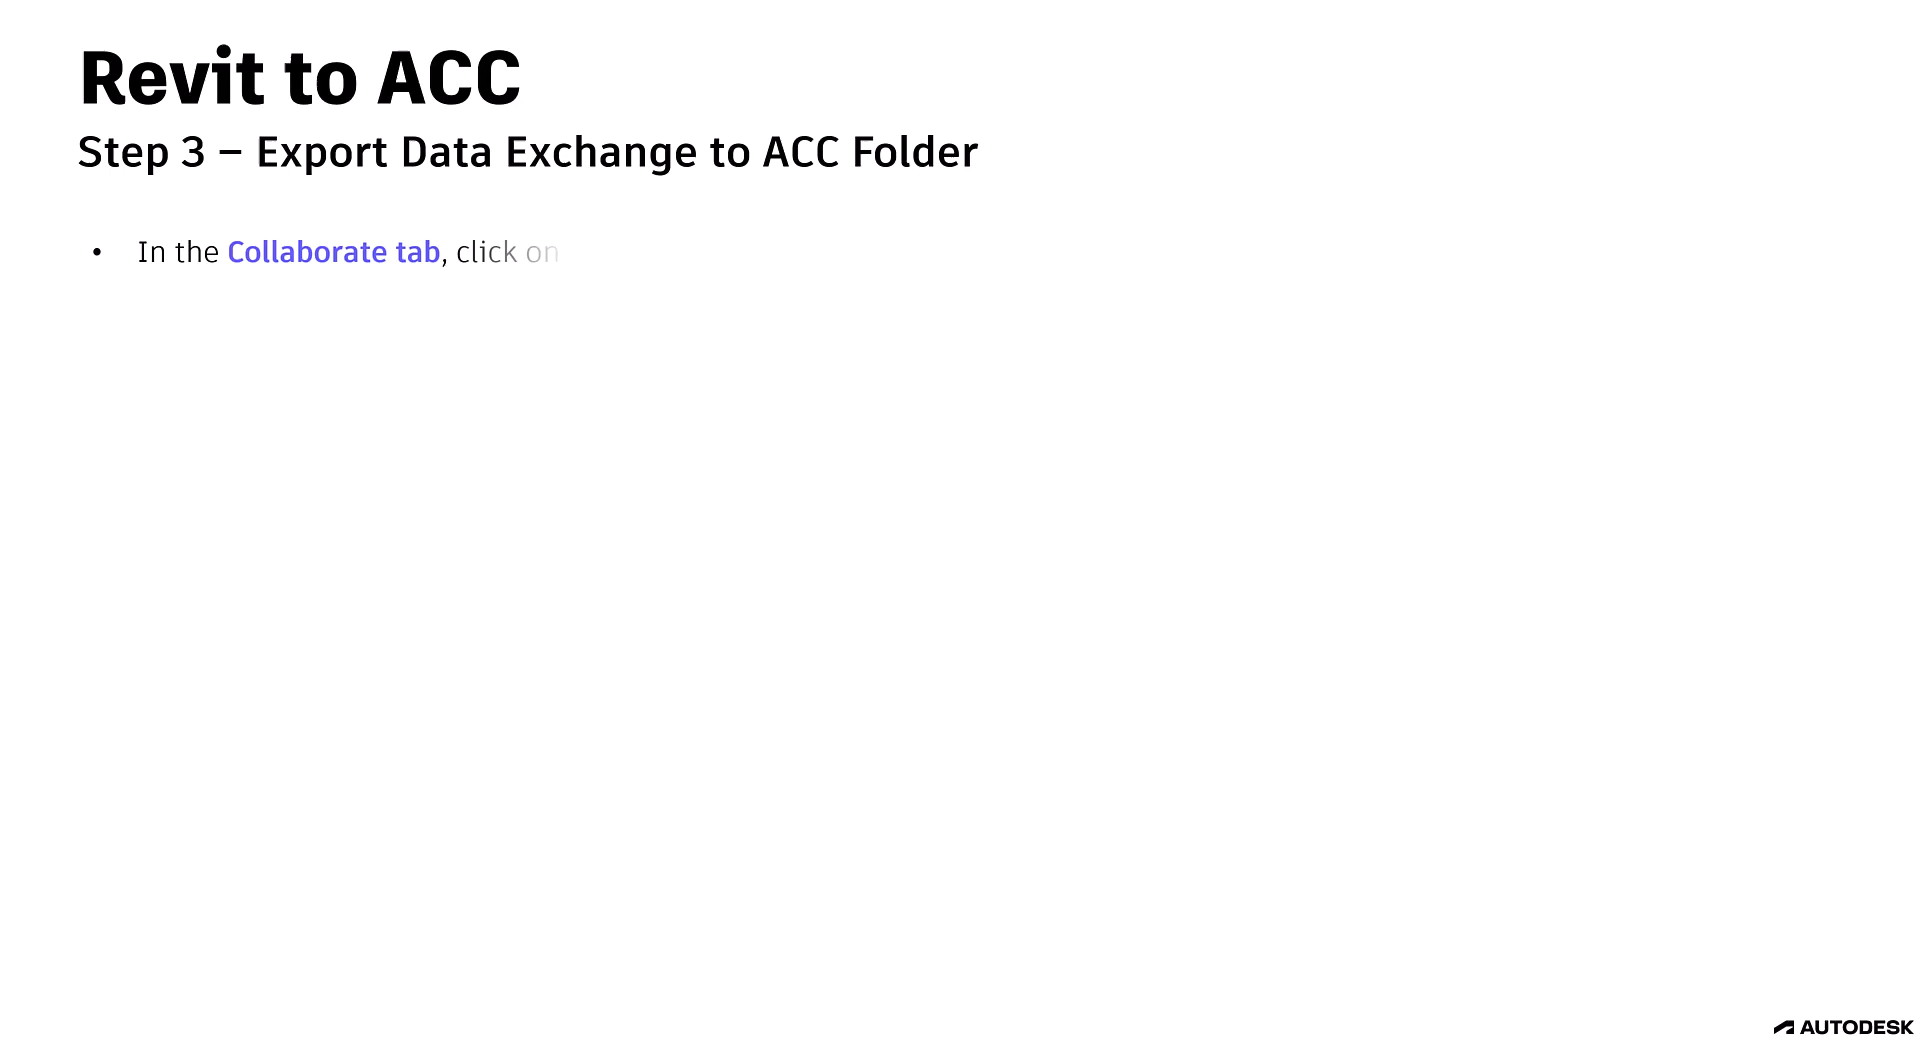 Revit to ACC
Step 3 – Export Data Exchange to ACC Folder
• In the Collaborate tab, click on
AUTODESK